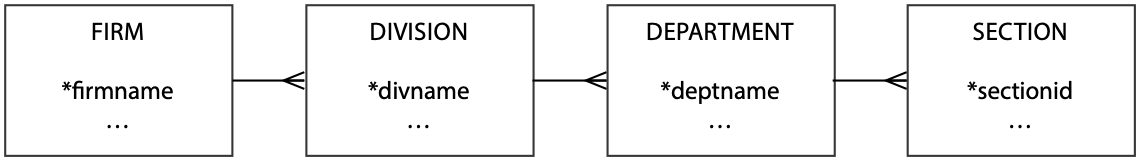 FIRM
*firmname
...
DIVISION
*divname
...
DEPARTMENT
*deptname
...
SECTION
*sectionid
...